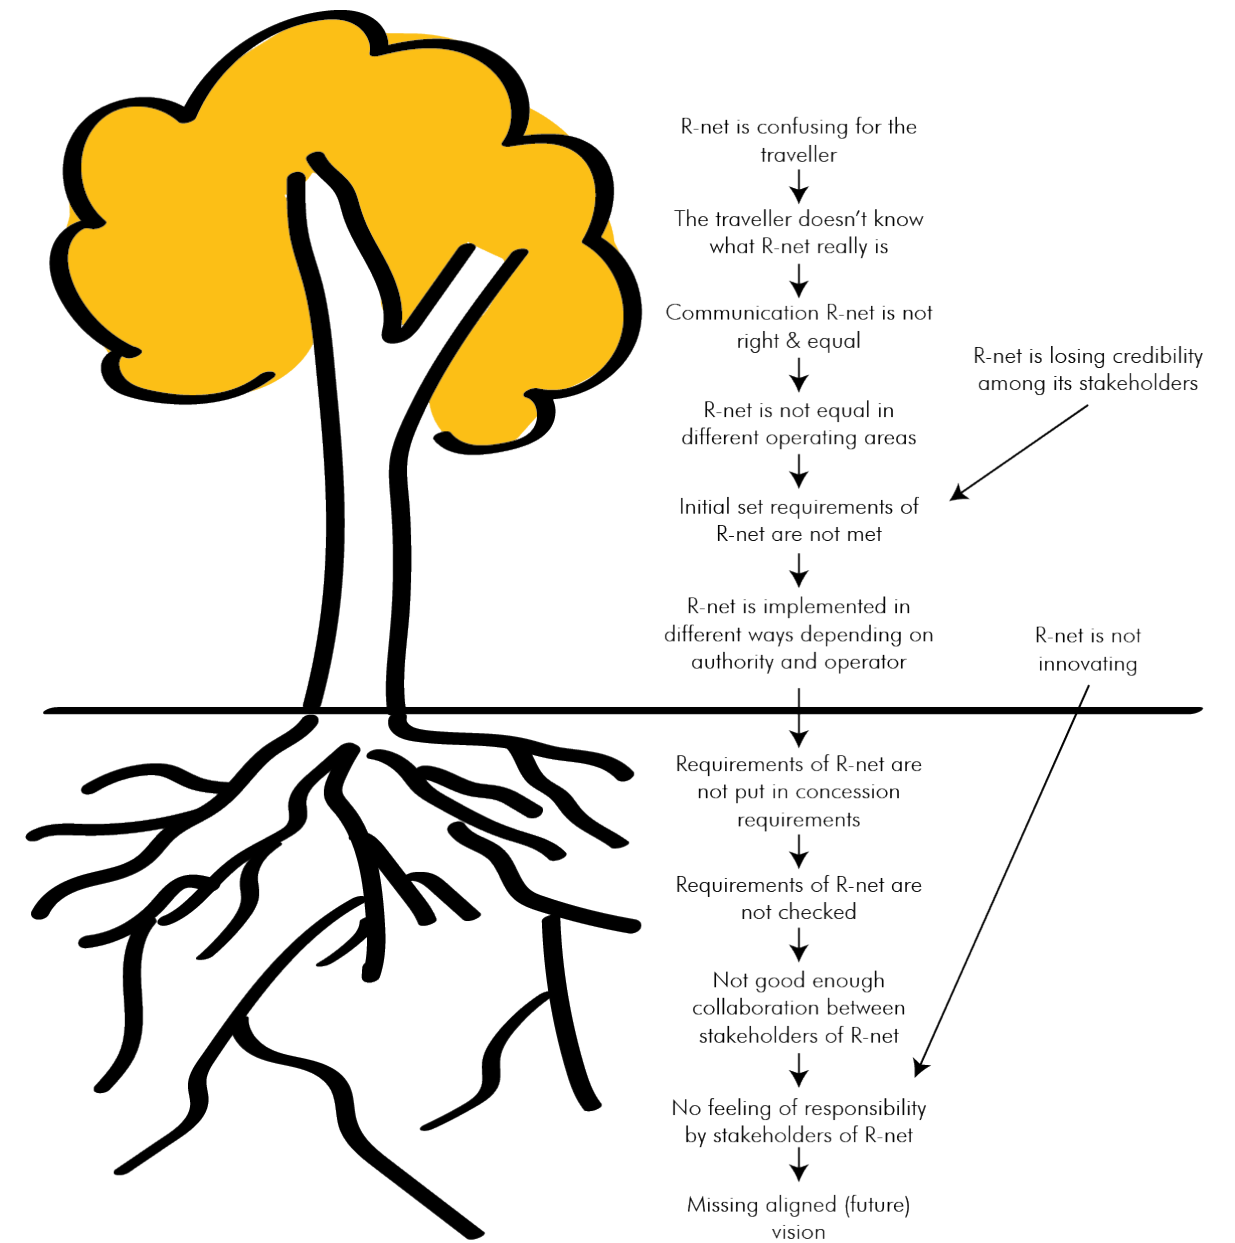 R-net is confusing for the
traveller
The traveller doesn't know
what R-net really is
Communication R-net is not
right & equal
R-net is losing credibility
among its stakeholders
R-net is not equal in
different operating areas
Initial set requirements of
R-net are not met
R-net is implemented in
different ways depending on
authority and operator
R-net is not
innovating
Requirements of R-net are
not put in concession
requirements
Requirements of R-net are
not checked
Not good enough
collaboration between
stakeholders of R-net
No feeling of responsibility
by stakeholders of R-net
Missing aligned (future)
vision